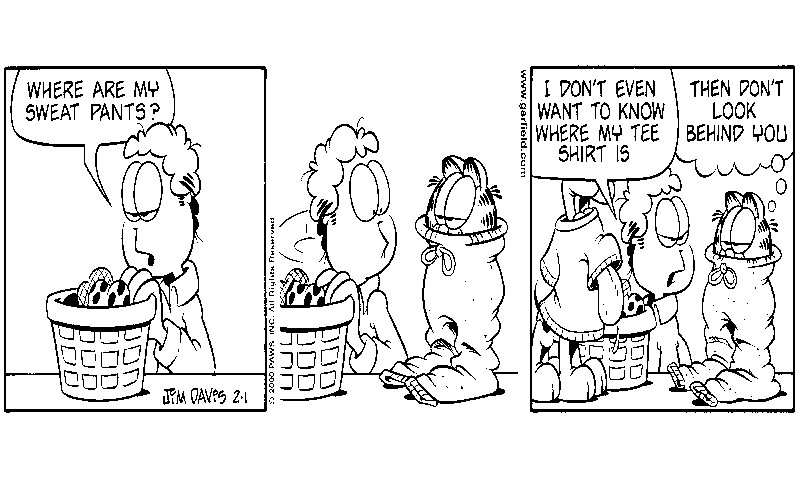 WHERE ARE MY
SWEAT PANTS?
JIM DAVIS 2·1
© 2000 PAWS, INC. All Rights Reserved
www.garfield.com
I DON'T EVEN
WANT TO KNOW
WHERE MY TEE
SHIRT IS
THEN DON'T
LOOK
BEHIND YOU